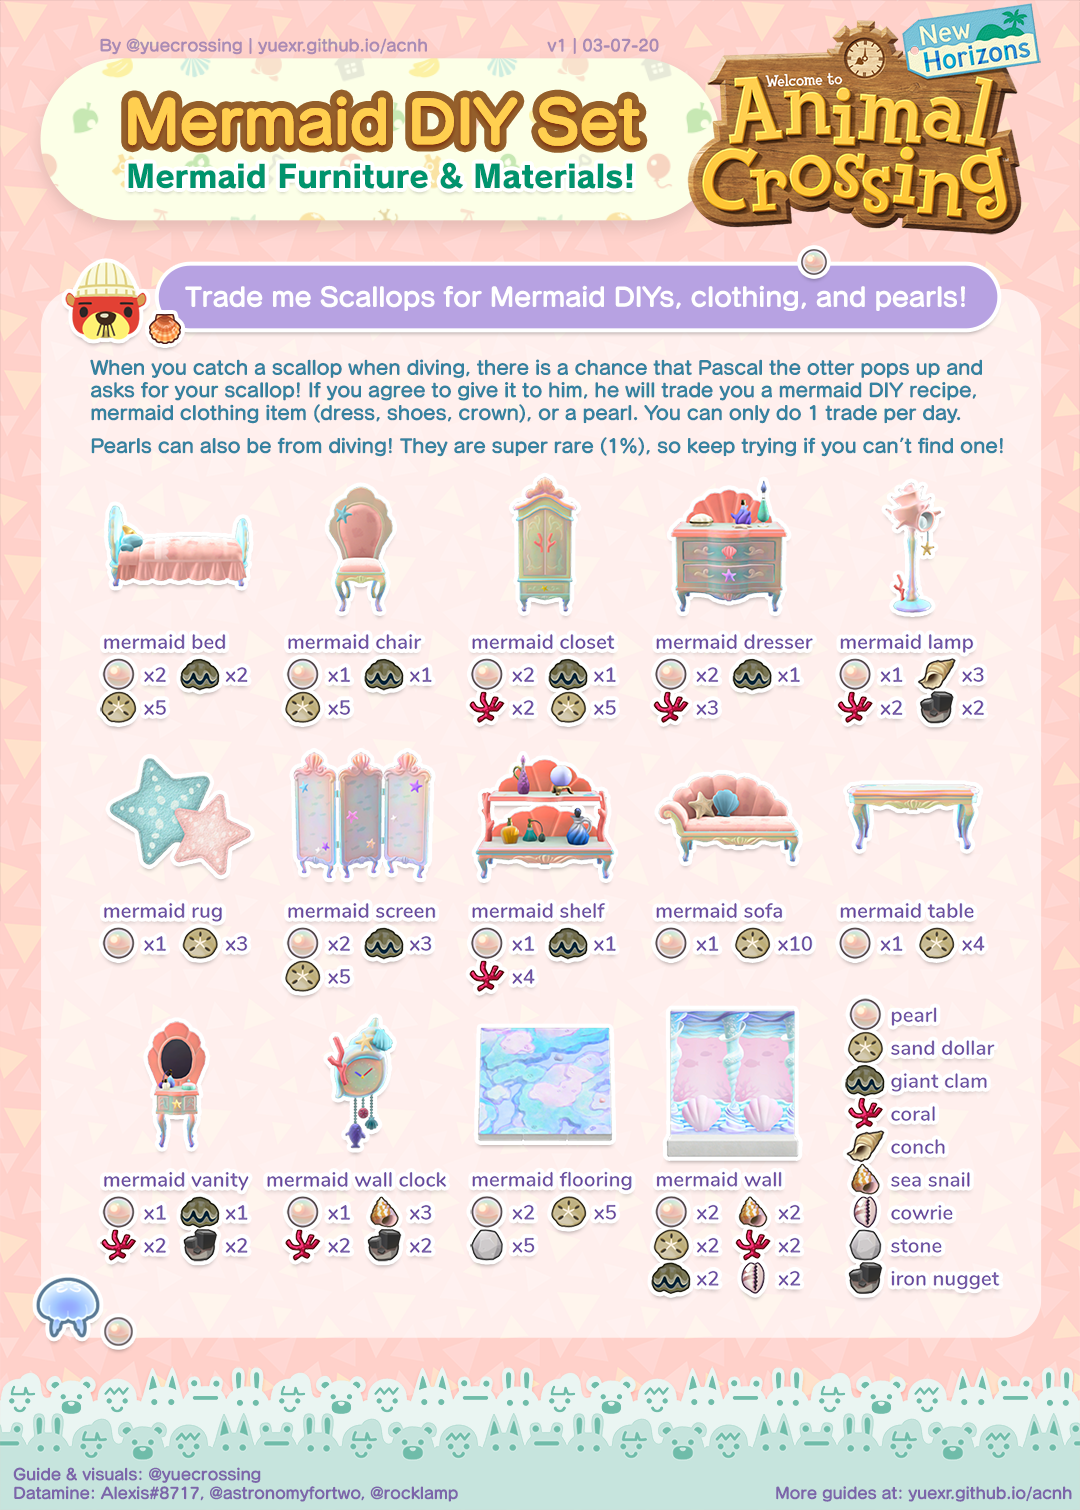 By @yuecrossing | yuexr.github.io/acnh
v1 | 03-07-20
New
Horizons
Welcome to
Animal
Crossing
Mermaid DIY Set
Mermaid Furniture & Materials!
Trade me Scallops for Mermaid DIYs, clothing, and pearls!
When you catch a scallop when diving, there is a chance that Pascal the otter pops up and
asks for your scallop! If you agree to give it to him, he will trade you a mermaid DIY recipe,
mermaid clothing item (dress, shoes, crown), or a pearl. You can only do 1 trade per day.
Pearls can also be from diving! They are super rare (1%), so keep trying if you can't find one!
mermaid bed
x2 x2
x5
mermaid chair
x1 x1
x5
mermaid closet
x2 x1
x2 x5
mermaid dresser
x2 x1
x3
mermaid lamp
x1 x3
x2 x2
mermaid rug
x1 x3
mermaid screen
x2 x3
x5
mermaid shelf
x1 x1
x4
mermaid sofa
x1 x10
mermaid table
x1 x4
mermaid vanity
x1 x1
x2 x2
mermaid wall clock
x1 x3
x2 x2
mermaid flooring
x2 x5
x5
mermaid wall
x2 x2
x2 x2
x2 x2
pearl
sand dollar
giant clam
coral
conch
sea snail
cowrie
stone
iron nugget
Guide & visuals: @yuecrossing
Datamine: Alexis#8717, @astronomyfortwo, @rocklamp
More guides at: yuexr.github.io/acnh